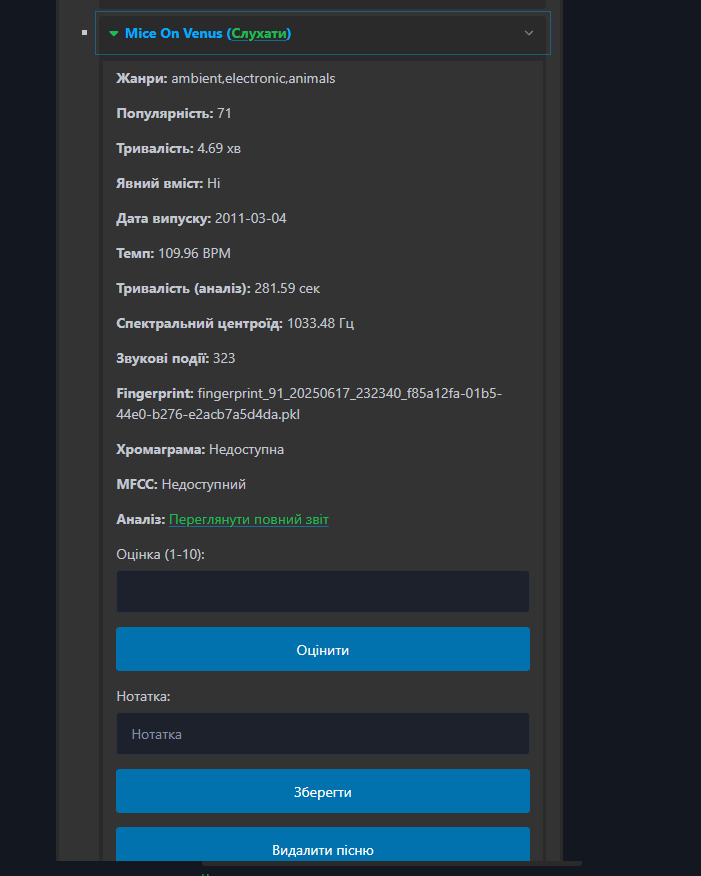 Mice On Venus (Слухати)
Жанри: ambient,electronic,animals
Популярність: 71
Тривалість: 4.69 хв
Явний вміст: Ні
Дата випуску: 2011-03-04
Темп: 109.96 BPM
Тривалість (аналіз): 281.59 сек
Спектральний центроїд: 1033.48 Гц
Звукові події: 323
Fingerprint: fingerprint_91_20250617_232340_f85a12fa-01b5-
44e0-b276-e2acb7a5d4da.pkl
Хромаграма: Недоступна
MFCC: Недоступний
Аналіз: Переглянути повний звіт
Оцінка (1-10):
Оцінити
Нотатка:
Нотатка
Зберегти
Видалити пісню